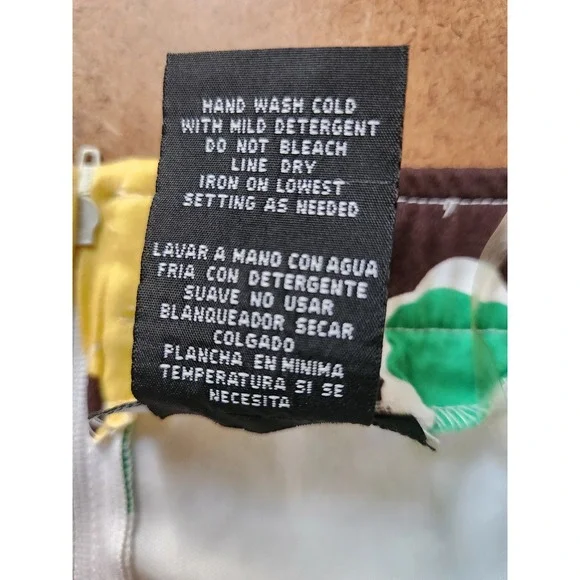 HAND WASH COLD
WITH MILD DETERGENT
DO NOT BLEACH
LINE DRY
IRON ON LOWEST
SETTING AS NEEDED
LAVAR A MANO CON AGUA
FRIA CON DETERGENTE
SUAVE NO USAR
BLANQUEADOR SECAR
COLGADO
PLANCHA EN MINIMA
TEMPERATURA SI SE
NECESITA